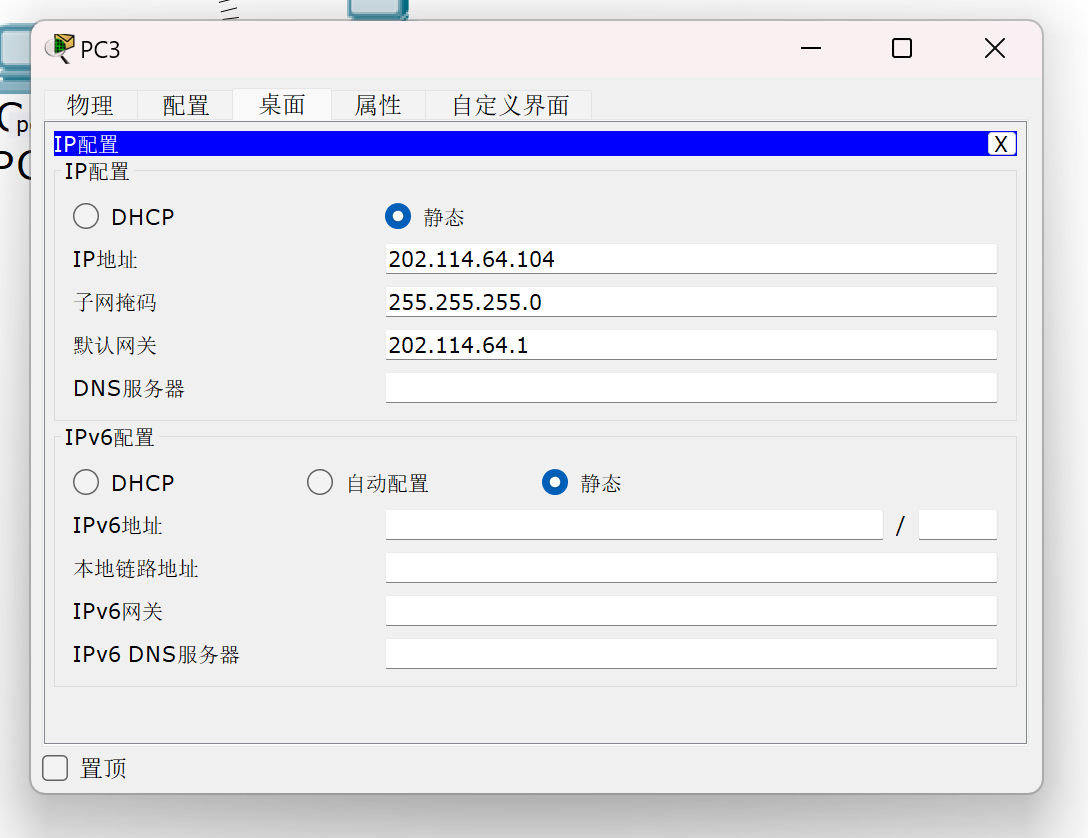 PC3
物理 配置 桌面 属性 自定义界面
IP配置 X
IP配置
DHCP 静态
IP地址 202.114.64.104
子网掩码 255.255.255.0
默认网关 202.114.64.1
DNS服务器
IPv6配置
DHCP 自动配置 静态
IPv6地址 /
本地链路地址
IPv6网关
IPv6 DNS服务器
置顶